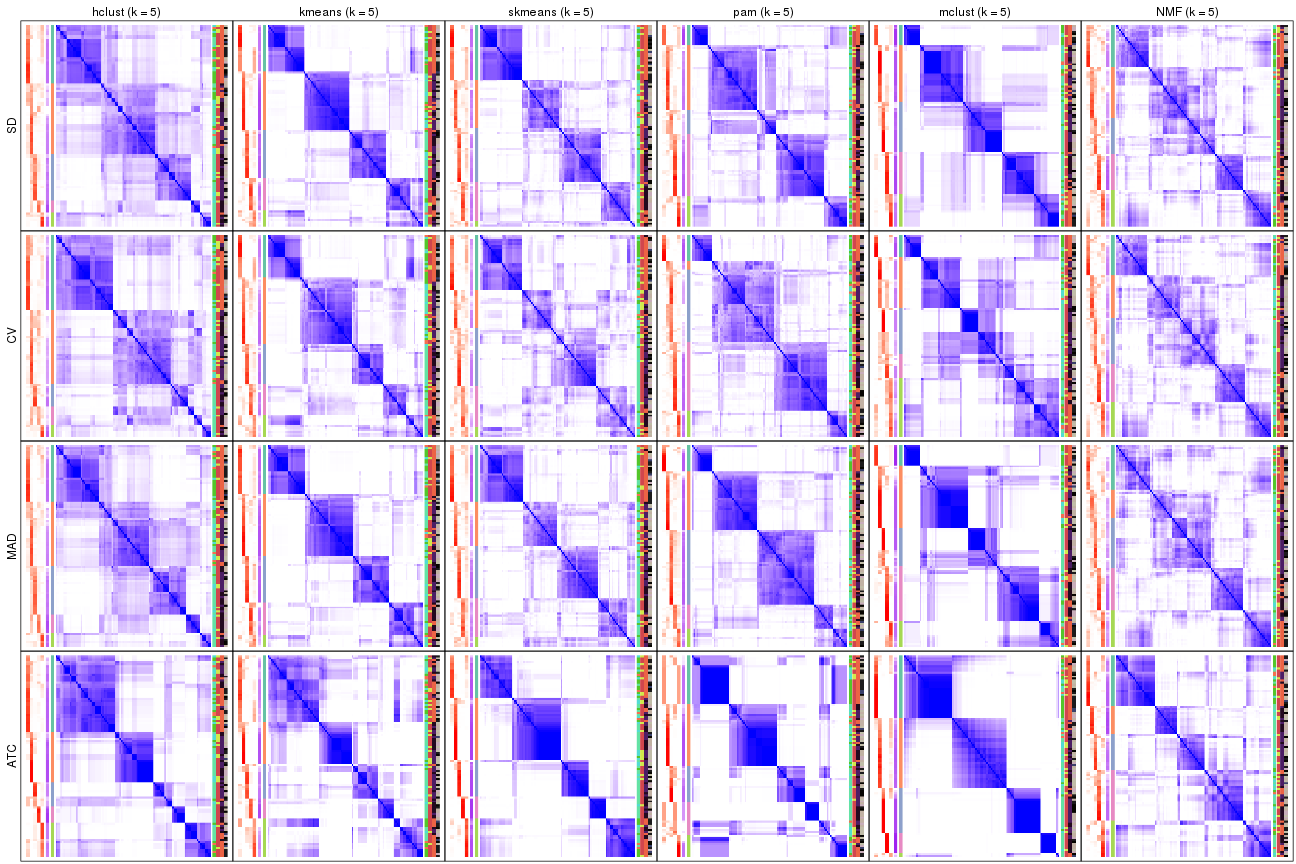 hclust (k = 5) kmeans (k = 5) skmeans (k = 5) pam (k = 5) mclust (k = 5) NMF (k = 5)
SD
CV
MAD
ATC